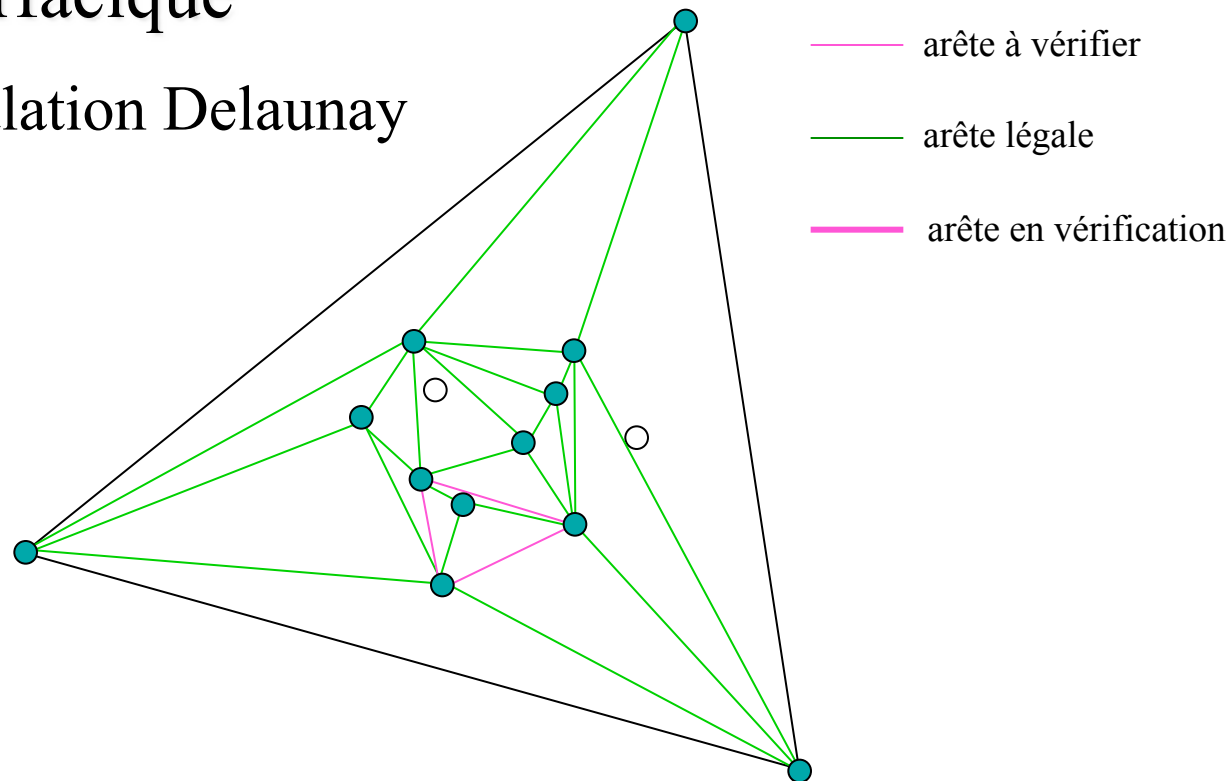 lation Delaunay
arête à vérifier
arête légale
arête en vérification